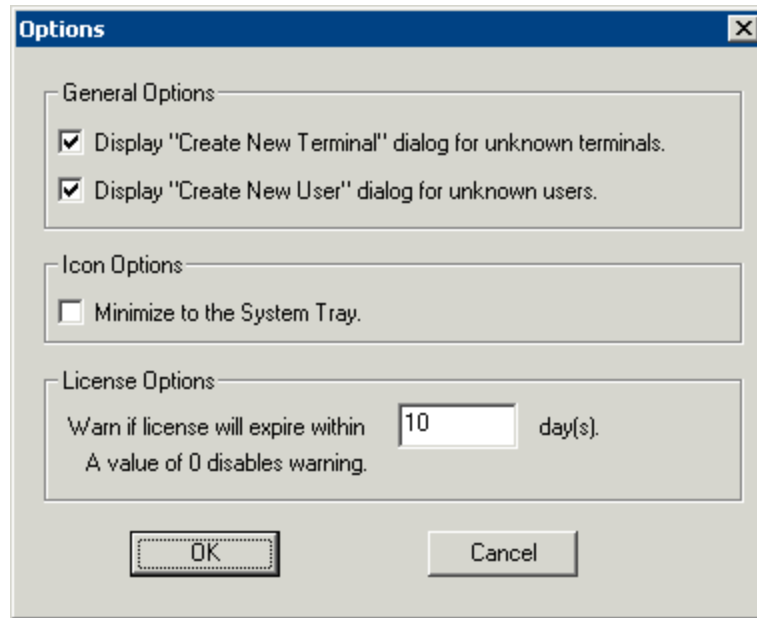 Options
General Options
Display "Create New Terminal" dialog for unknown terminals.
Display "Create New User" dialog for unknown users.
Icon Options
Minimize to the System Tray.
License Options
Warn if license will expire within 10 day(s).
A value of 0 disables warning.
OK Cancel